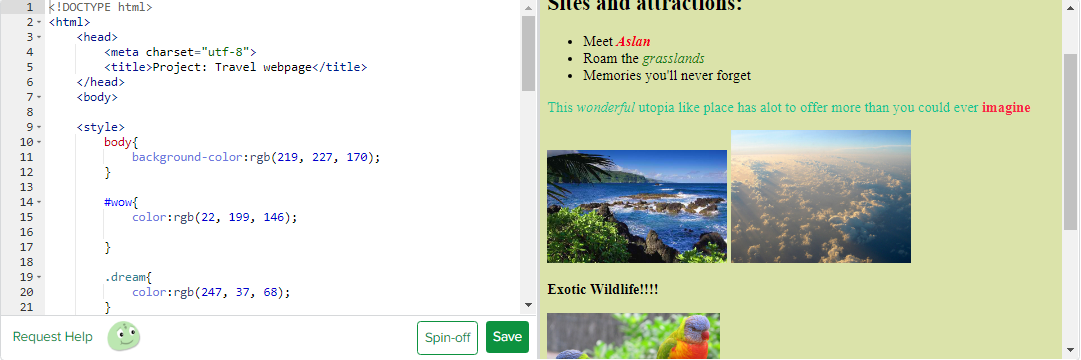 1 <!DOCTYPE html>
2 <html>
3 <head>
4 <meta charset="utf-8">
5 <title>Project: Travel webpage</title>
6 </head>
7 <body>
8
9 <style>
10 body{
11 background-color:rgb(219, 227, 170);
12 }
13
14 #wow{
15 color:rgb(22, 199, 146);
16
17 }
18
19 .dream{
20 color:rgb(247, 37, 68);
21 }
Request Help
Spin-off
Save
Sites and attractions:
• Meet Aslan
• Roam the grasslands
• Memories you'll never forget
This wonderful utopia like place has alot to offer more than you could ever imagine
Exotic Wildlife!!!!